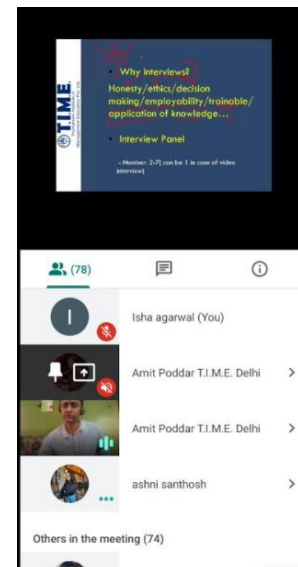 T.I.M.E.
Why interviews?
Honesty/ethics/decision
making/employability/trainable/
application of knowledge...
Interview Panel
- Number: 2-7( can be 1 in case of video
interview)
(78)
I
Isha agarwal (You)
Amit Poddar T.I.M.E. Delhi
Amit Poddar T.I.M.E. Delhi
ashni santhosh
Others in the meeting (74)